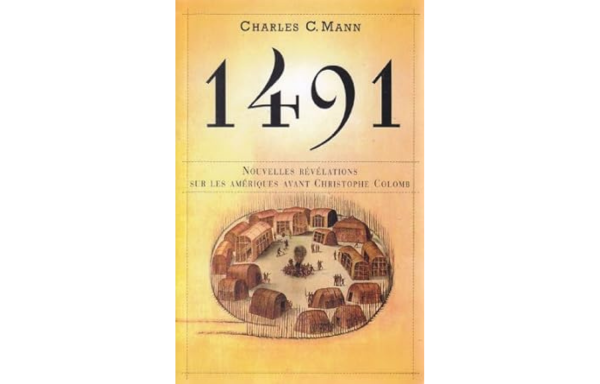 CHARLES C. MANN
1491
NOUVELLES RÉVÉLATIONS
SUR LES AMÉRIQUES AVANT CHRISTOPHE COLOMB